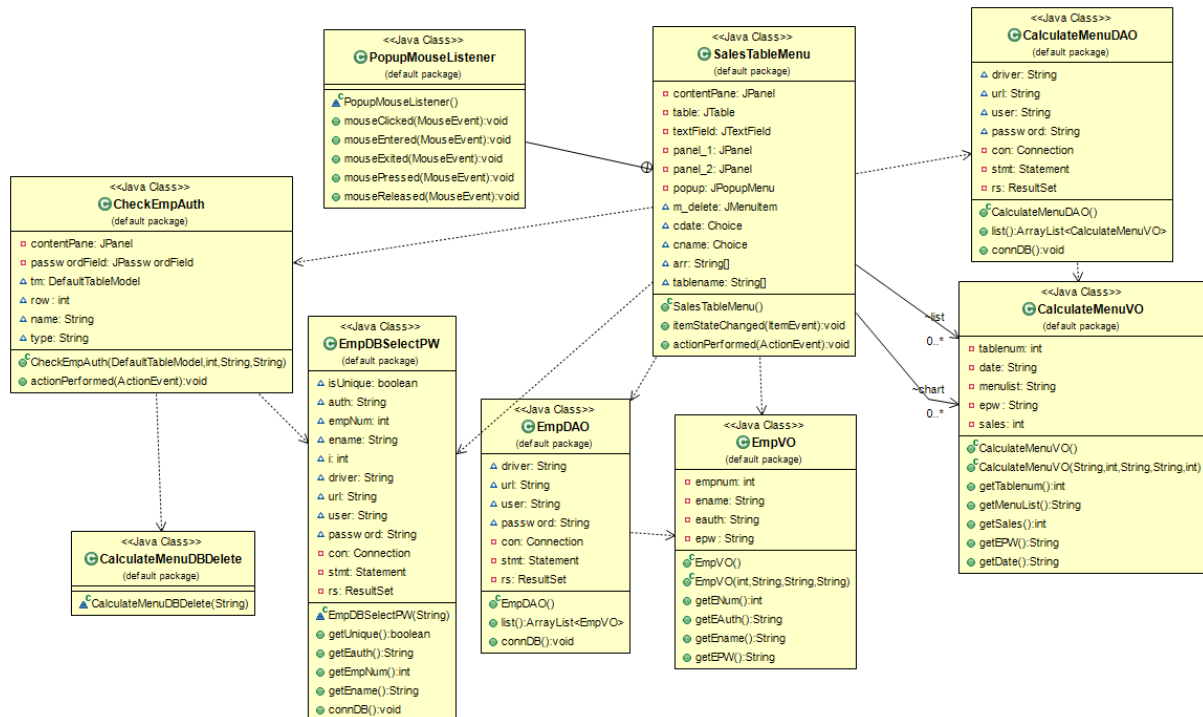 <<Java Class>>
PopupMouseListener
(default package)
PopupMouseListener()
mouseClicked(MouseEvent):void
mouseEntered(MouseEvent):void
mouseExited(MouseEvent):void
mousePressed(MouseEvent):void
mouseReleased(MouseEvent):void
<<Java Class>>
SalesTableMenu
(default package)
contentPane: JPanel
table: JTable
textField: JTextField
panel_1: JPanel
panel_2: JPanel
popup: JPopupMenu
m_delete: JMenuItem
cdate: Choice
cname: Choice
arr: String[]
tablename: String[]
SalesTableMenu()
itemStateChanged(ItemEvent):void
actionPerformed(ActionEvent):void
<<Java Class>>
CalculateMenuDAO
(default package)
driver: String
url: String
user: String
password: String
con: Connection
stmt: Statement
rs: ResultSet
CalculateMenuDAO()
list():ArrayList<CalculateMenuVO>
connDB():void
<<Java Class>>
CheckEmpAuth
(default package)
contentPane: JPanel
passwordField: JPasswordField
tm: DefaultTableModel
row: int
name: String
type: String
CheckEmpAuth(DefaultTableModel,int,String,String)
actionPerformed(ActionEvent):void
<<Java Class>>
EmpDBSelectPW
(default package)
isUnique: boolean
auth: String
empNum: int
ename: String
i: int
driver: String
url: String
user: String
password: String
con: Connection
stmt: Statement
rs: ResultSet
EmpDBSelectPW(String)
getUnique():boolean
getEauth():String
getEmpNum():int
getEname():String
connDB():void
~list
0..*
~chart
0..*
<<Java Class>>
CalculateMenuVO
(default package)
tablenum: int
date: String
menulist: String
epw: String
sales: int
CalculateMenuVO()
CalculateMenuVO(String,int,String,String,int)
getTablenum():int
getMenuList():String
getSales():int
getEPW():String
getDate():String
<<Java Class>>
EmpDAO
(default package)
driver: String
url: String
user: String
password: String
con: Connection
stmt: Statement
rs: ResultSet
EmpDAO()
list():ArrayList<EmpVO>
connDB():void
<<Java Class>>
EmpVO
(default package)
empnum: int
ename: String
eauth: String
epw: String
EmpVO()
EmpVO(int,String,String,String)
getENum():int
getEAuth():String
getEname():String
getEPW():String
<<Java Class>>
CalculateMenuDBDelete
(default package)
CalculateMenuDBDelete(String)